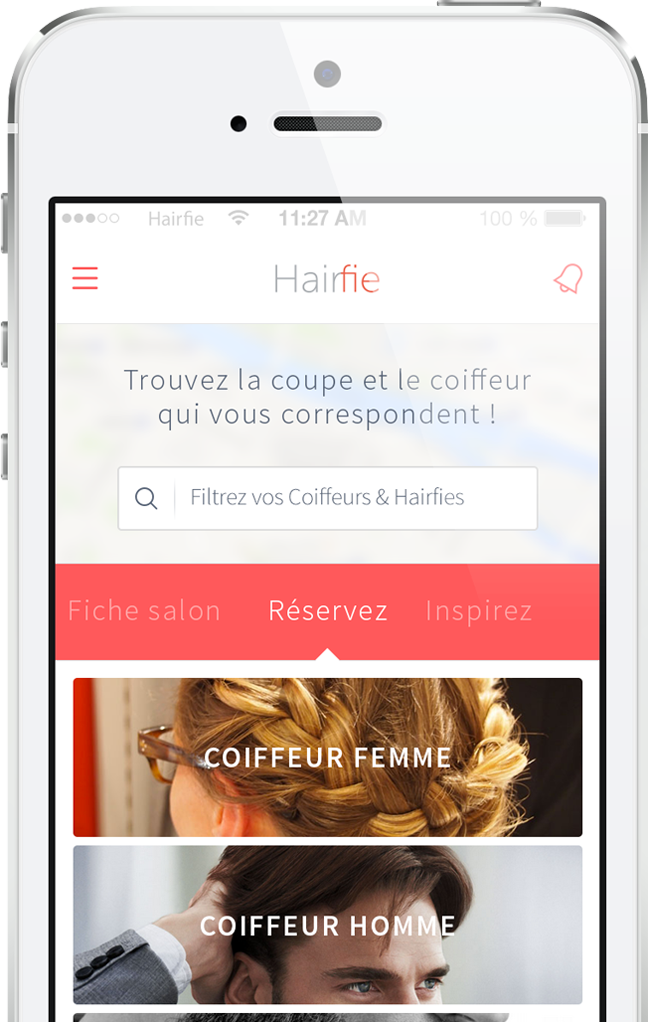 Hairfie 11:27 AM 100 %
Hairfie
Trouvez la coupe et le coiffeur
qui vous correspondent !
Filtrez vos Coiffeurs & Hairfies
Fiche salon Réservez Inspirez
COIFFEUR FEMME
COIFFEUR HOMME